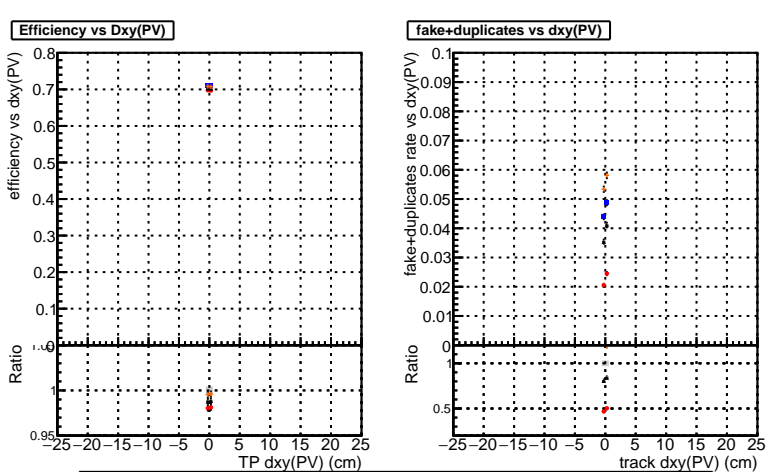 Efficiency vs Dxy(PV)
efficiency vs dxy(PV)
0.8
0.7
0.6
0.5
0.4
0.3
0.2
0.1
0
Ratio
1
0.95
−25 −20 −15 −10 −5 0 5 10 15 20 25
TP dxy(PV) (cm)
fake+duplicates vs dxy(PV)
fake+duplicates rate vs dxy(PV)
0.1
0.09
0.08
0.07
0.06
0.05
0.04
0.03
0.02
0.01
0
Ratio
1
0.5
−25 −20 −15 −10 −5 0 5 10 15 20 25
track dxy(PV) (cm)